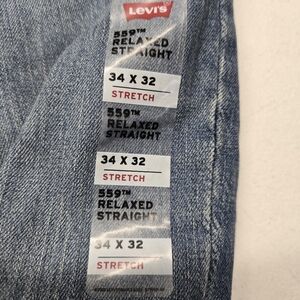 LEVI'S
559™
RELAXED
STRAIGHT
34 X 32
STRETCH
559™
RELAXED
STRAIGHT
34 X 32
STRETCH
559™
RELAXED
STRAIGHT
34 X 32
STRETCH